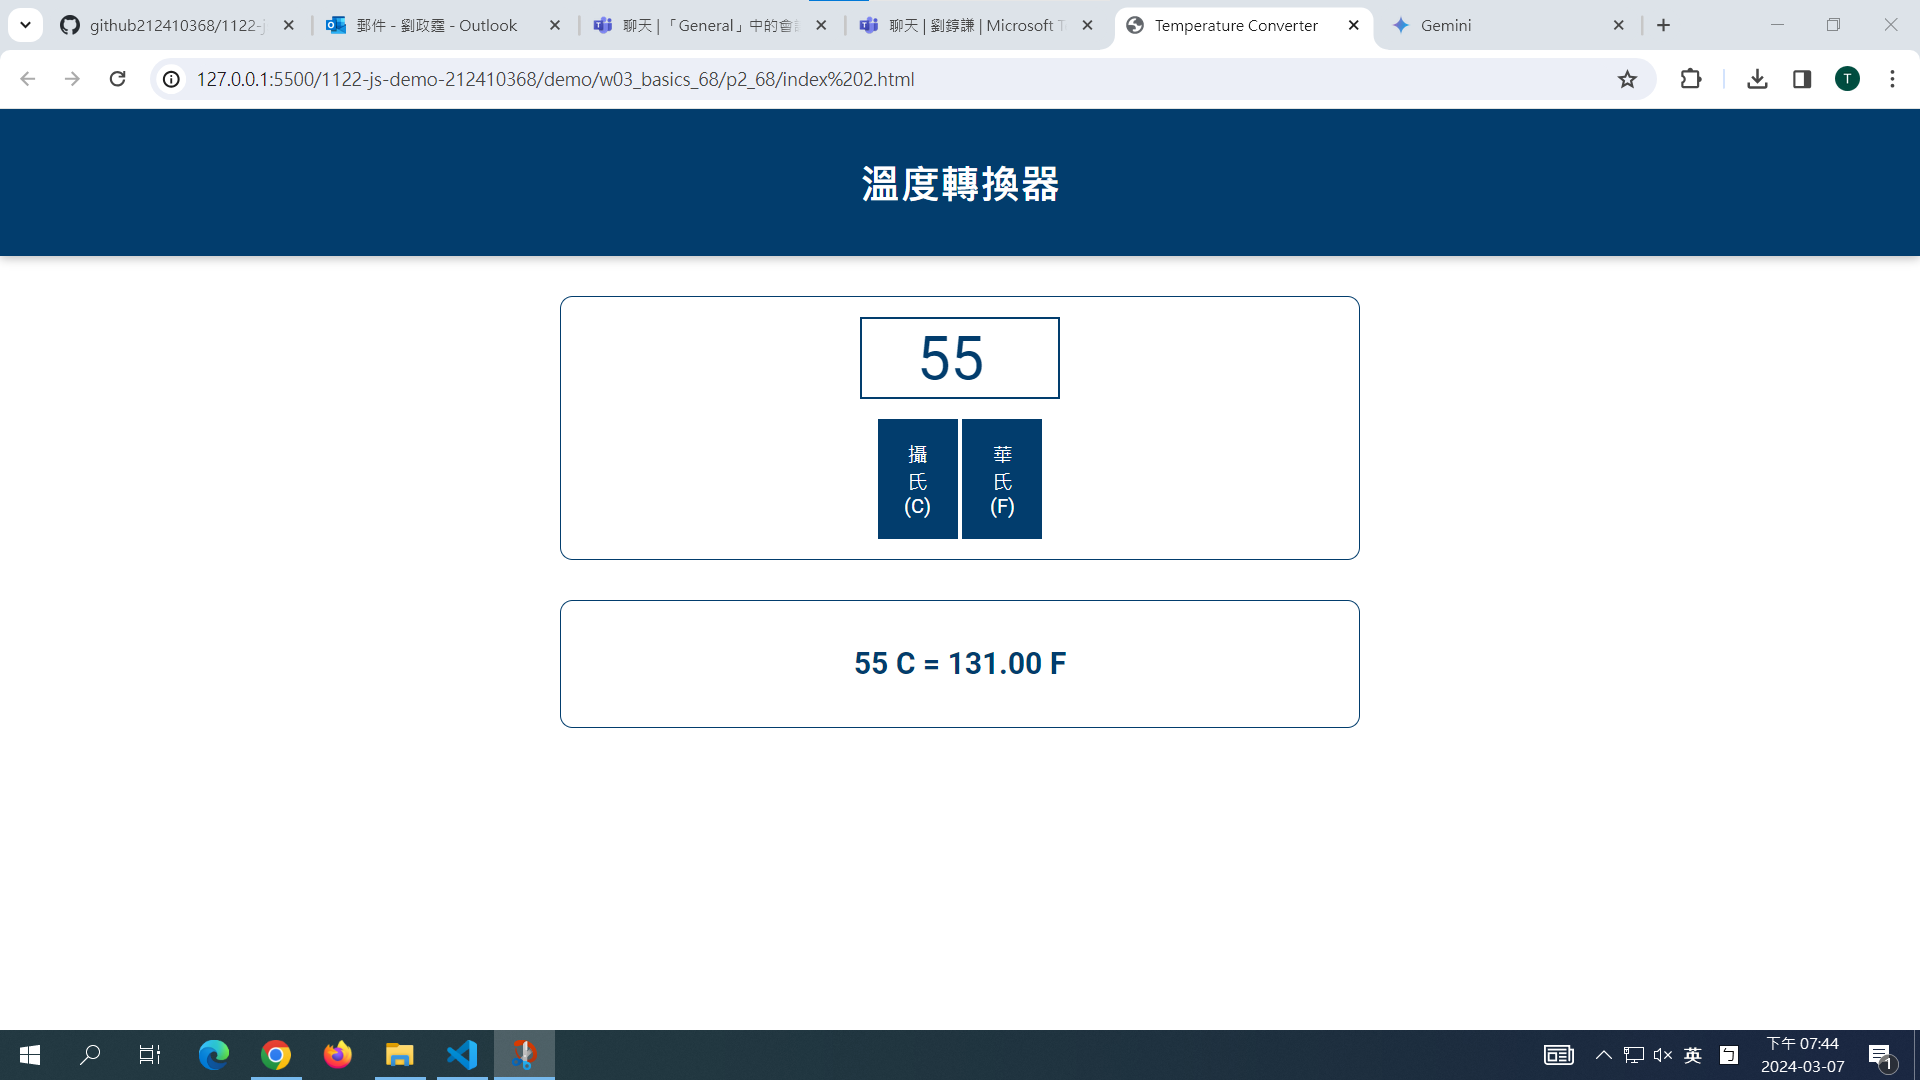 github212410368/1122-j
郵件 - 劉政霆 - Outlook
聊天 | 「General」中的會
聊天 | 劉錞謙 | Microsoft T
Temperature Converter
Gemini
127.0.0.1:5500/1122-js-demo-212410368/demo/w03_basics_68/p2_68/index%202.html
T
溫度轉換器
55
攝
氏
(C)
華
氏
(F)
55 C = 131.00 F
英
ㄅ
下午 07:44
2024-03-07
1